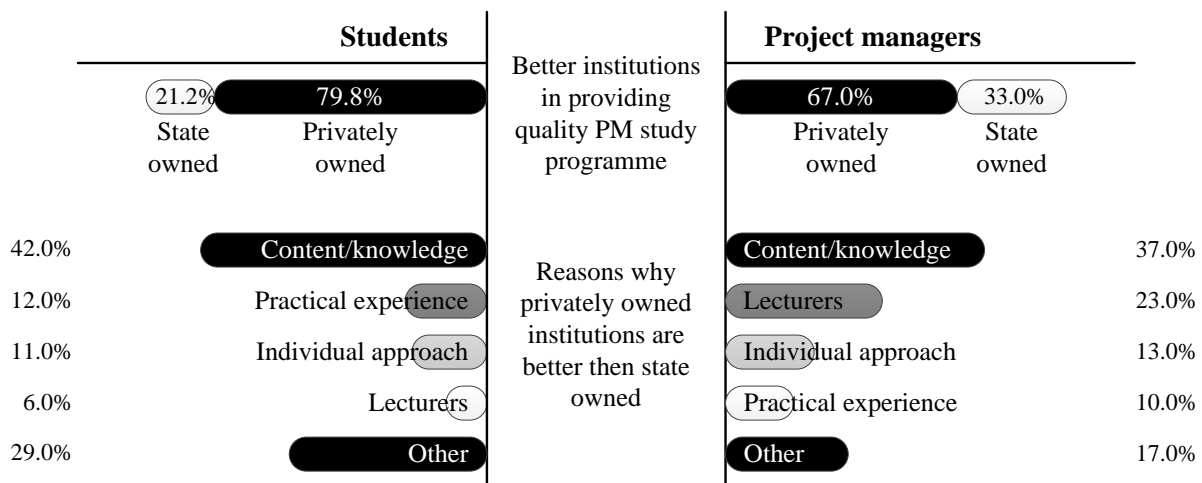 Students
Project managers
Better institutions
in providing
quality PM study
programme
21.2%
79.8%
67.0%
33.0%
State
owned
Privately
owned
Privately
owned
State
owned
Reasons why
privately owned
institutions are
better then state
owned
42.0%
Content/knowledge
Content/knowledge
37.0%
12.0%
Practical experience
Lecturers
23.0%
11.0%
Individual approach
Individual approach
13.0%
6.0%
Lecturers
Practical experience
10.0%
29.0%
Other
Other
17.0%